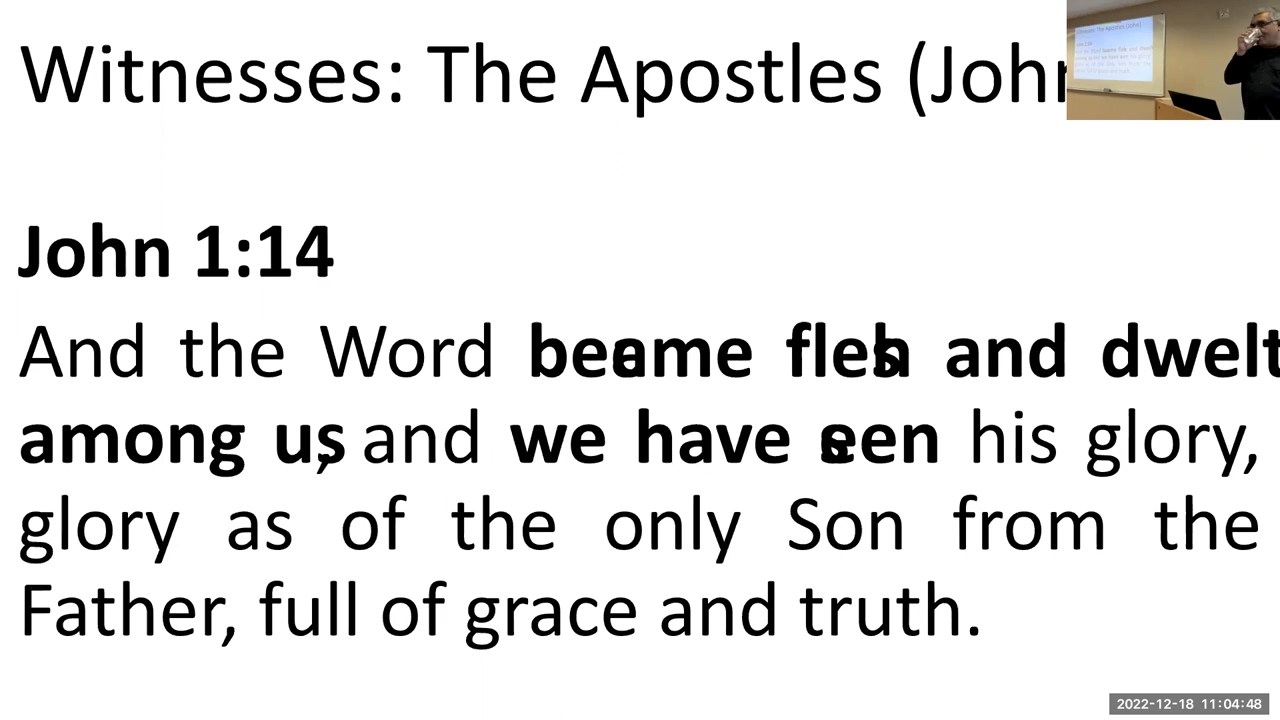 Witnesses: The Apostles (John
John 1:14
And the Word became flesh and dwelt
among us, and we have seen his glory,
glory as of the only Son from the
Father, full of grace and truth.
2022-12-18 11:04:48